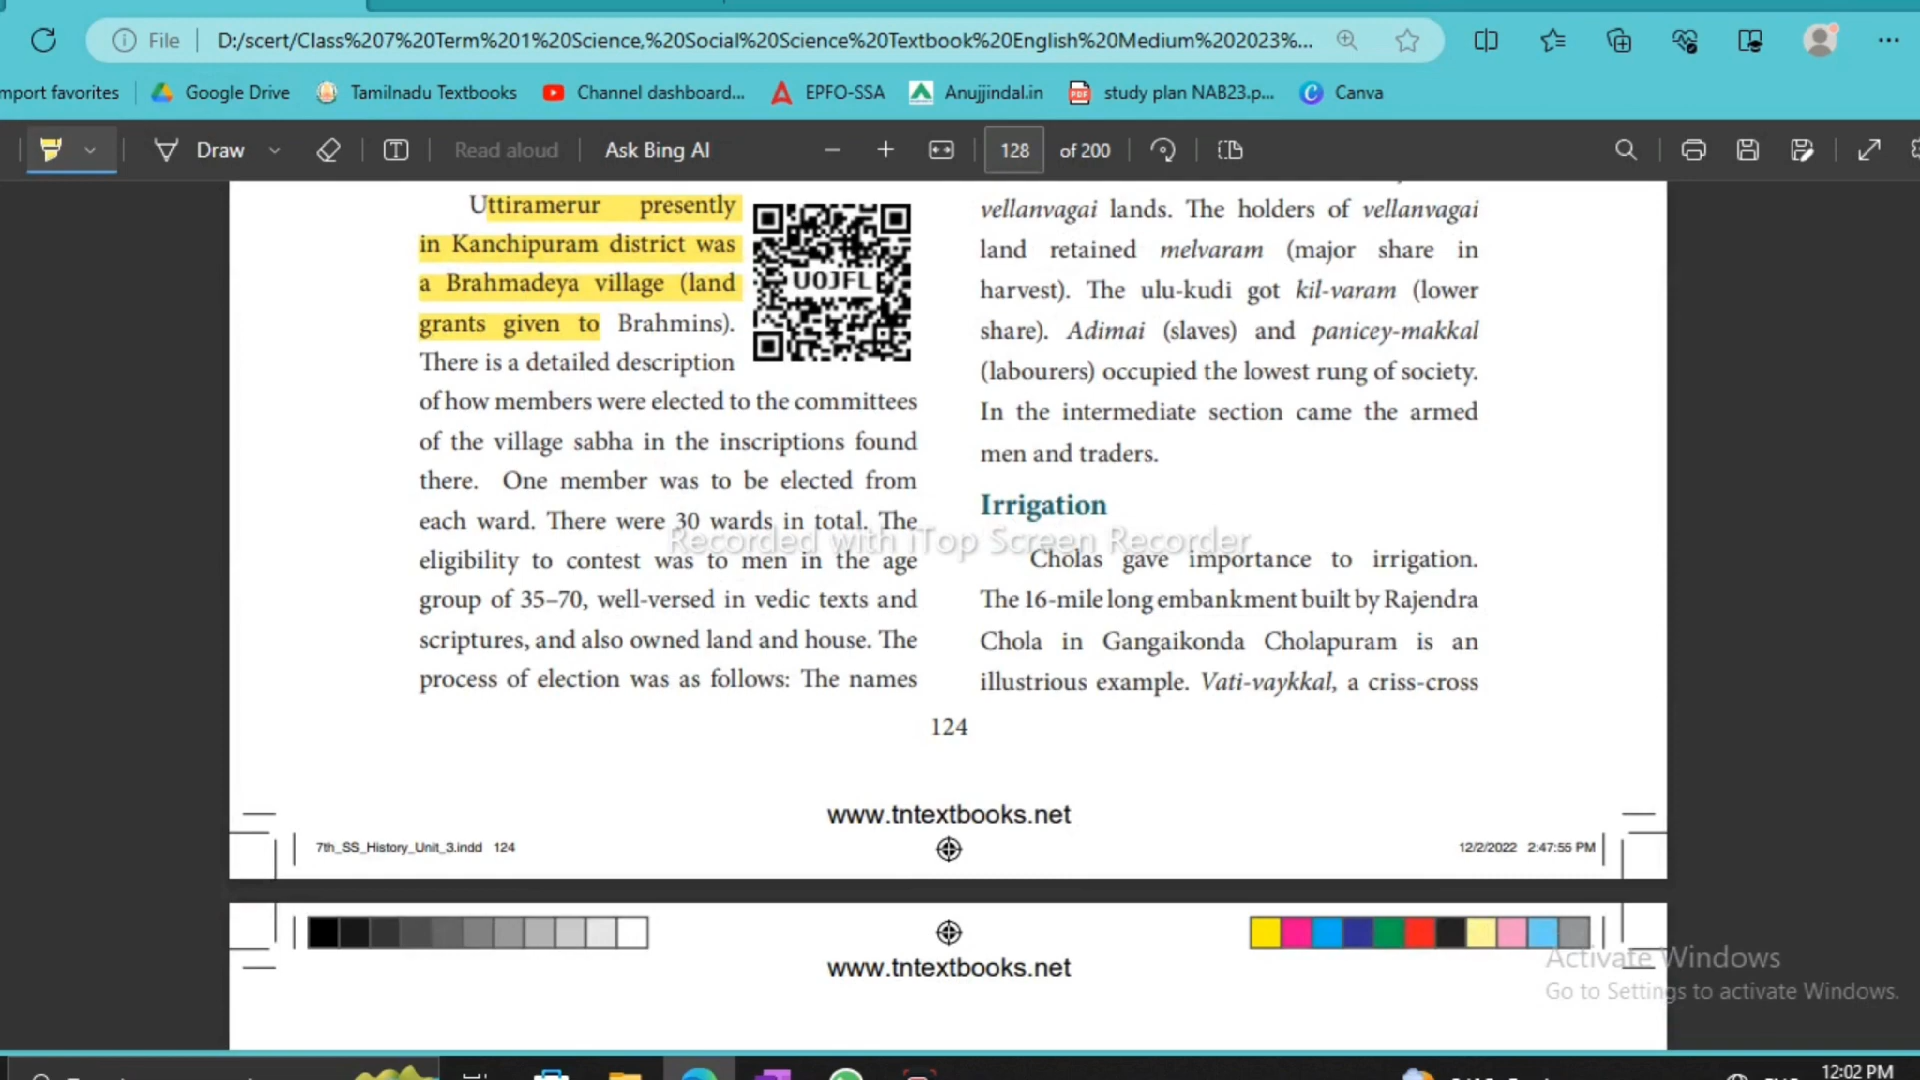 File
D:/scert/Class%207%20Term%201%20Science,%20Social%20Science%20Textbook%20English%20Medium%202023%...
mport favorites
Google Drive
Tamilnadu Textbooks
Channel dashboard...
EPFO-SSA
Anujjindal.in
study plan NAB23.p...
Canva
Draw
Read aloud
Ask Bing AI
128
of 200
Uttiramerur presently
in Kanchipuram district was
a Brahmadeya village (land
grants given to Brahmins).
There is a detailed description
of how members were elected to the committees
of the village sabha in the inscriptions found
there. One member was to be elected from
each ward. There were 30 wards in total. The
eligibility to contest was to men in the age
group of 35–70, well-versed in vedic texts and
scriptures, and also owned land and house. The
process of election was as follows: The names
UOJFL
vellanvagai lands. The holders of vellanvagai
land retained melvaram (major share in
harvest). The ulu-kudi got kil-varam (lower
share). Adimai (slaves) and panicey-makkal
(labourers) occupied the lowest rung of society.
In the intermediate section came the armed
men and traders.
Irrigation
Cholas gave importance to irrigation.
The 16-mile long embankment built by Rajendra
Chola in Gangaikonda Cholapuram is an
illustrious example. Vati-vaykkal, a criss-cross
Recorded with iTop Screen Recorder
124
www.tntextbooks.net
7th_SS_History_Unit_3.indd 124
12/2/2022 2:47:55 PM
www.tntextbooks.net
Activate Windows
Go to Settings to activate Windows.
12:02 PM